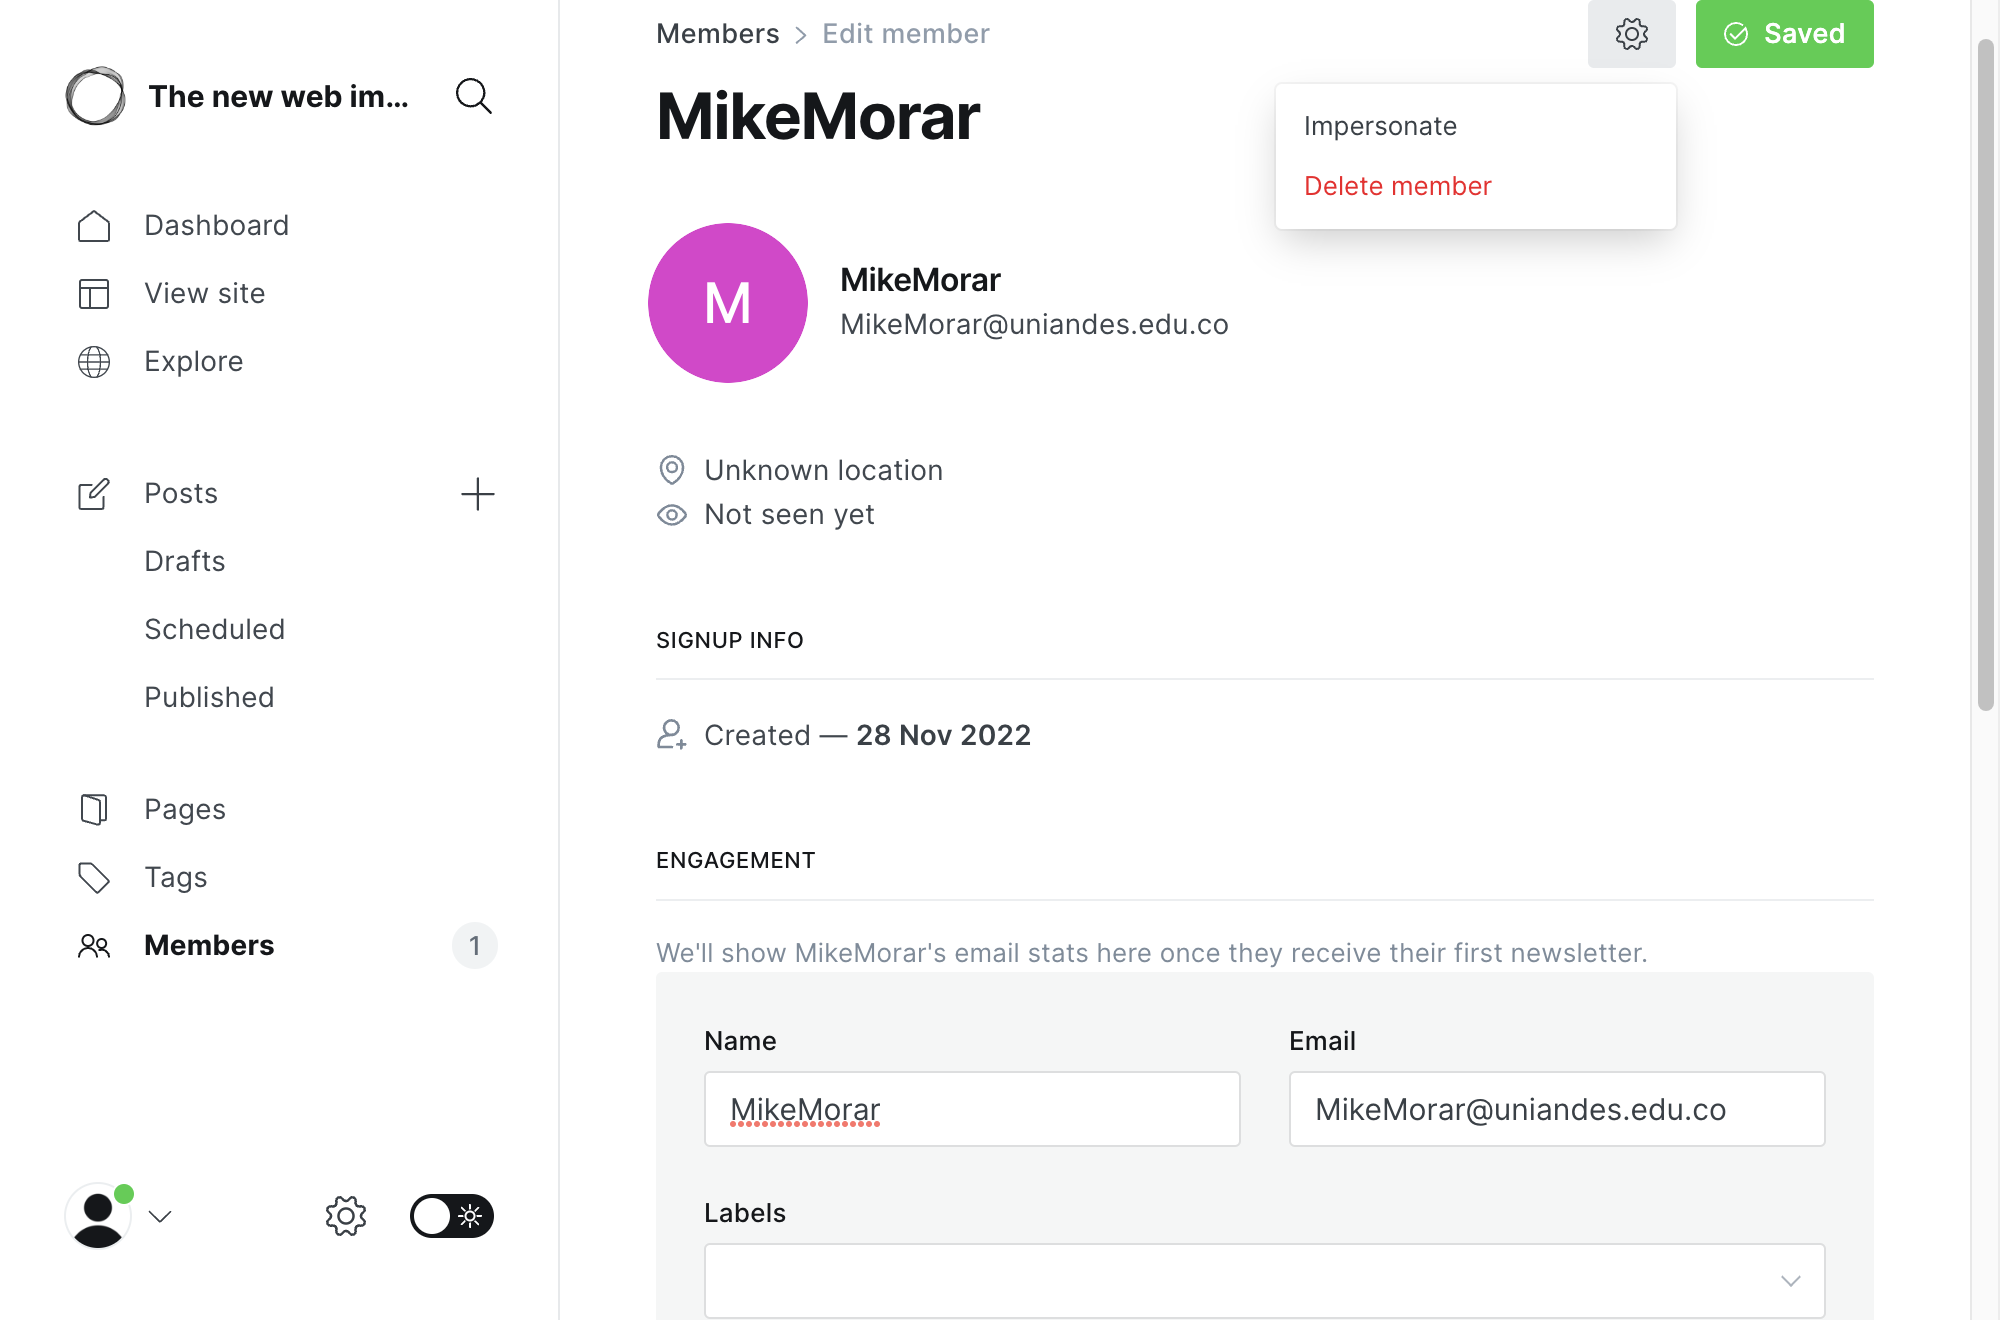 The new web im...
Dashboard
View site
Explore
Posts
Drafts
Scheduled
Published
Pages
Tags
Members 1
Members > Edit member
Saved
MikeMorar
Impersonate
Delete member
M
MikeMorar
MikeMorar@uniandes.edu.co
Unknown location
Not seen yet
SIGNUP INFO
Created — 28 Nov 2022
ENGAGEMENT
We'll show MikeMorar's email stats here once they receive their first newsletter.
Name
MikeMorar
Email
MikeMorar@uniandes.edu.co
Labels